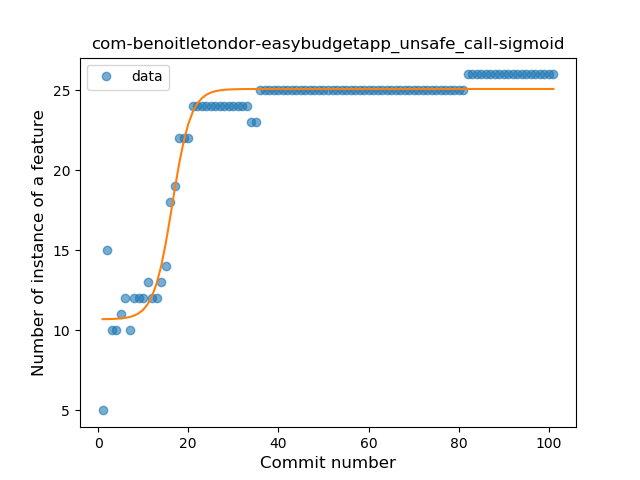 com-benoitletondor-easybudgetapp_unsafe_call-sigmoid
data
Number of instance of a feature
25
20
15
10
5
0
20
40
60
80
100
Commit number